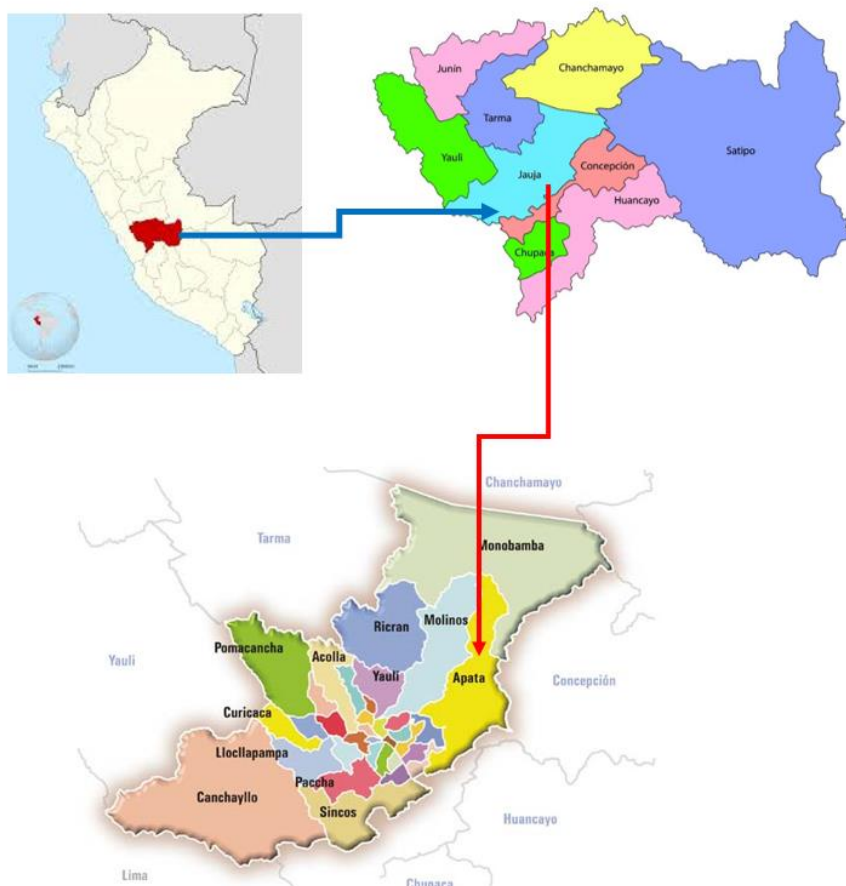 Junín
Chanchamayo
Tarma
Yauli
Satipo
Concepción
Jauja
Huancayo
Chupaca
Chanchamayo
Tarma
Monobamba
Molinos
Ricran
Pomacancha
Acolla
Yauli
Yauli
Apata
Concepción
Curicaca
Llocllapampa
Paccha
Canchayllo
Sincos
Huancayo
Lima
Chupaca